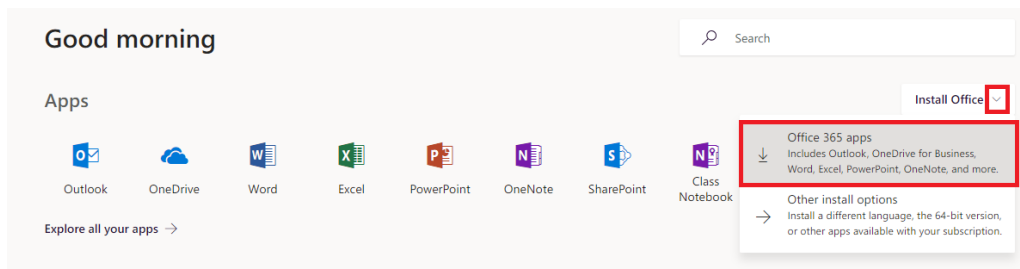 Good morning
Search
Apps
Install Office
Office 365 apps
Includes Outlook, OneDrive for Business,
Word, Excel, PowerPoint, OneNote, and more.
Outlook
OneDrive
Word
Excel
PowerPoint
OneNote
SharePoint
Class
Notebook
Other install options
Install a different language, the 64-bit version,
or other apps available with your subscription.
Explore all your apps